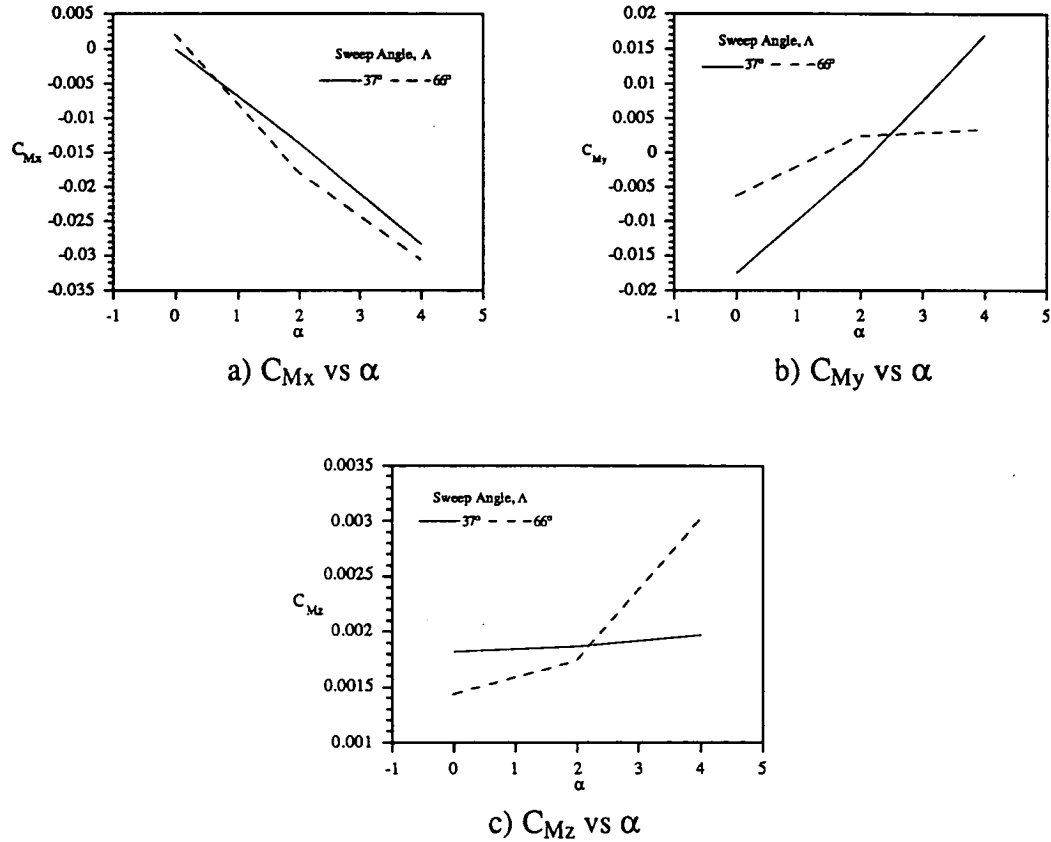 0.005
0
-0.005
-0.01
-0.015
-0.02
-0.025
-0.03
-0.035
C_Mx
Sweep Angle, Λ
37° 66°
-1 0 1 2 3 4 5
α
a) C_Mx vs α
0.02
0.015
0.01
0.005
0
-0.005
-0.01
-0.015
-0.02
C_My
Sweep Angle, Λ
37° 66°
-1 0 1 2 3 4 5
α
b) C_My vs α
0.0035
0.003
0.0025
0.002
0.0015
0.001
C_Mz
Sweep Angle, Λ
37° 66°
-1 0 1 2 3 4 5
α
c) C_Mz vs α